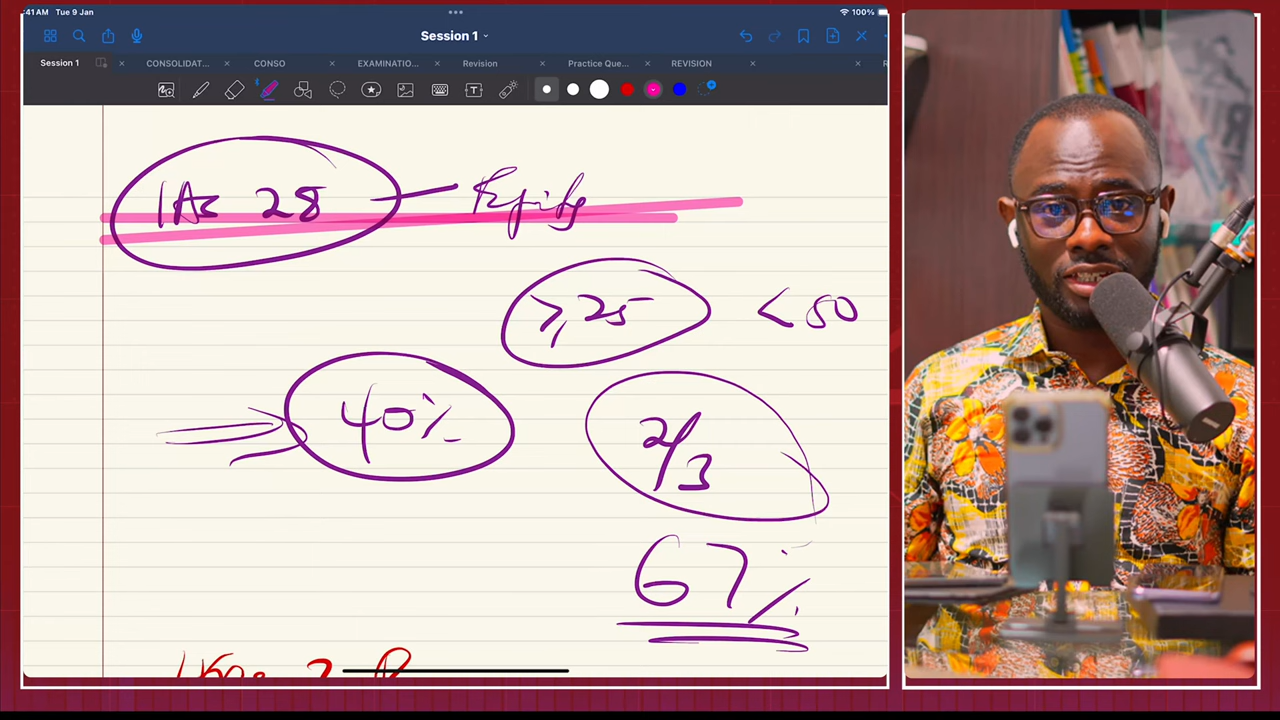 :41 AM Tue 9 Jan
100%
Session 1
Session 1 CONSOLIDAT... CONSO EXAMINATIO... Revision Practice Que... REVISION
IAS 28 — Equity
≥25 <50
40% 2/3
67%